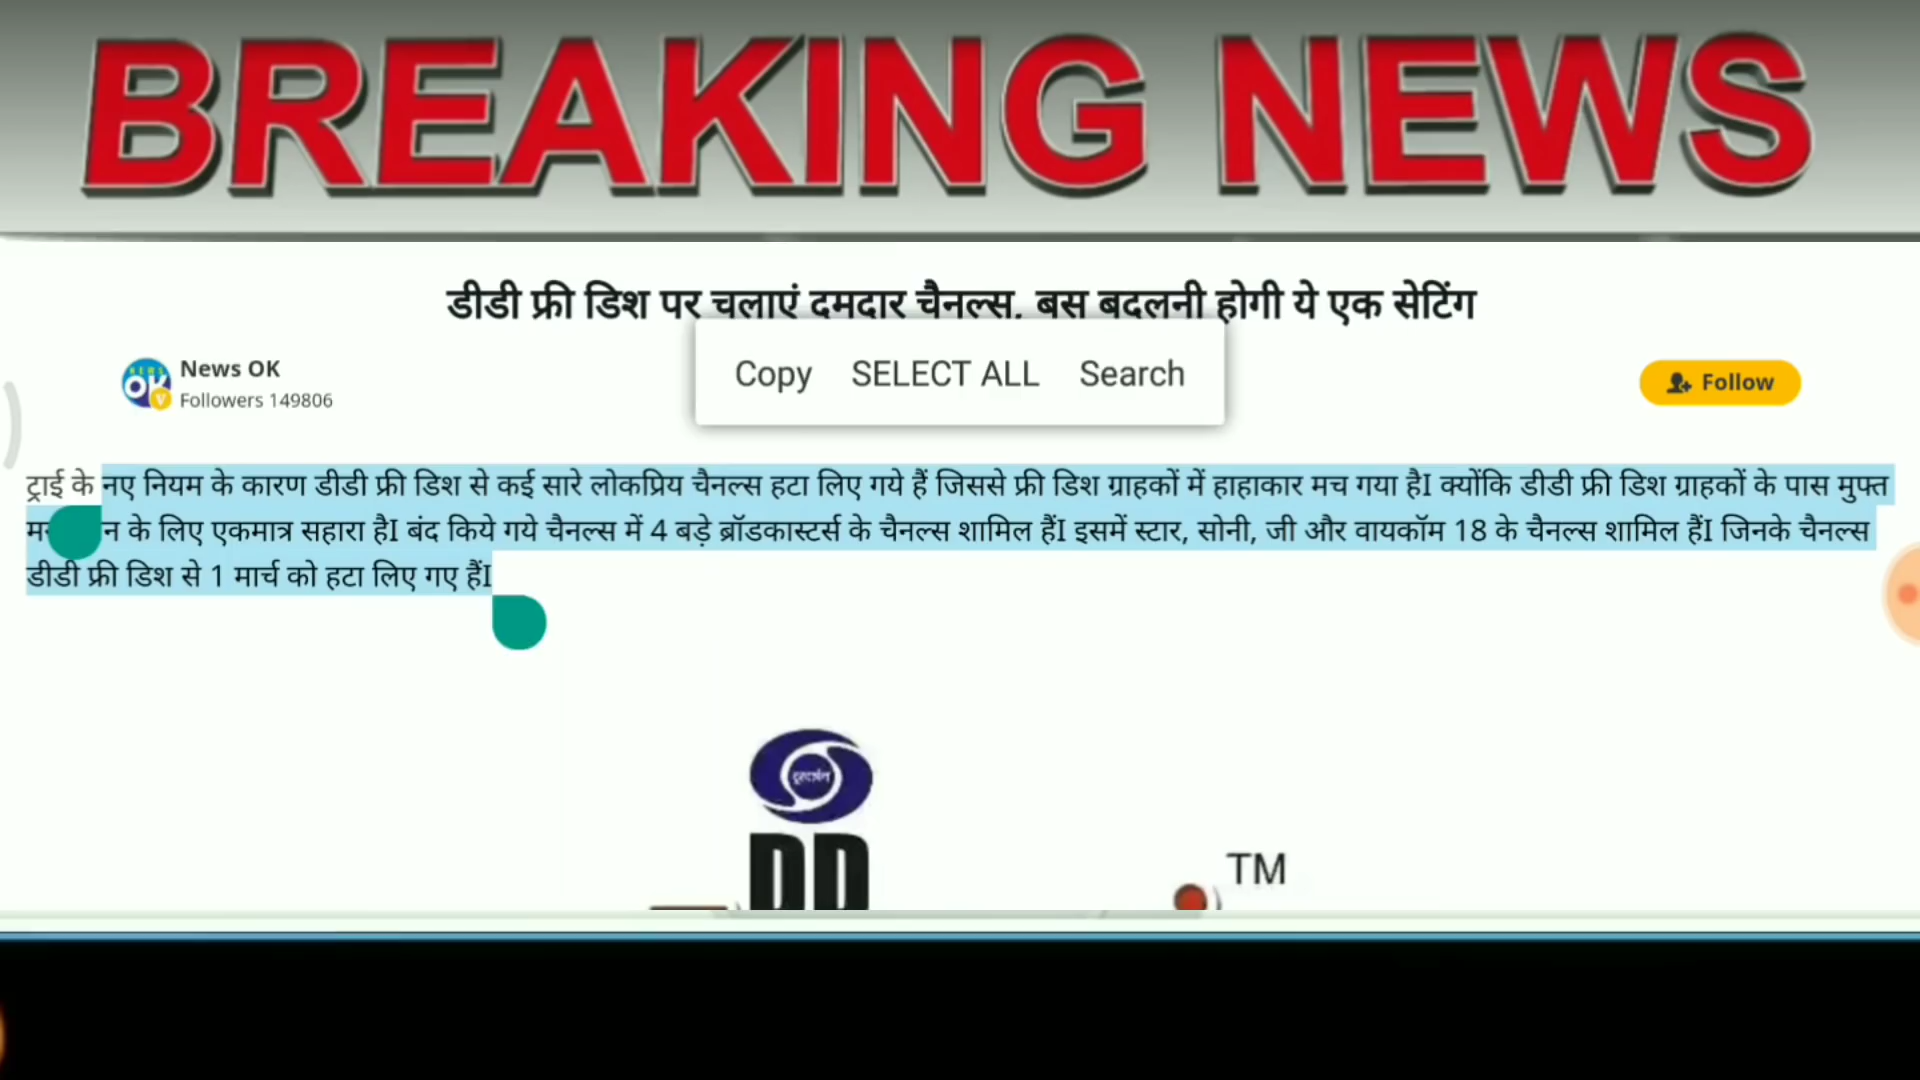 BREAKING NEWS
डीडी फ्री डिश पर चलाएं दमदार चैनल्स, बस बदलनी होगी ये एक सेटिंग
News OK
Followers 149806
Copy SELECT ALL Search
Follow
ट्राई के नए नियम के कारण डीडी फ्री डिश से कई सारे लोकप्रिय चैनल्स हटा लिए गये हैं जिससे फ्री डिश ग्राहकों में हाहाकार मच गया हैI क्योंकि डीडी फ्री डिश ग्राहकों के पास मुफ्त
के लिए एकमात्र सहारा हैI बंद किये गये चैनल्स में 4 बड़े ब्रॉडकास्टर्स के चैनल्स शामिल हैंI इसमें स्टार, सोनी, जी और वायकॉम 18 के चैनल्स शामिल हैंI जिनके चैनल्स
डीडी फ्री डिश से 1 मार्च को हटा लिए गए हैंI
दूरदर्शन
DD
TM